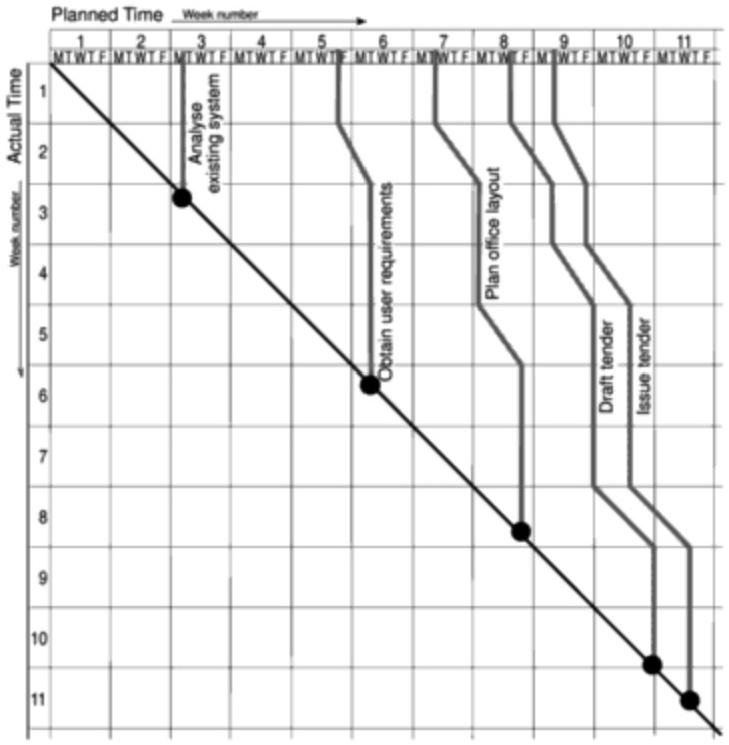 Planned Time Week number
1 2 3 4 5 6 7 8 9 10 11
MTWTF MTWTF MTWTF MTWTF MTWTF MTWTF MTWTF MTWTF MTWTF MTWTF MTWTF
Actual Time
Week number
1
2
3
4
5
6
7
8
9
10
11
Analyse
existing system
Obtain user requirements
Plan office layout
Draft tender
Issue tender